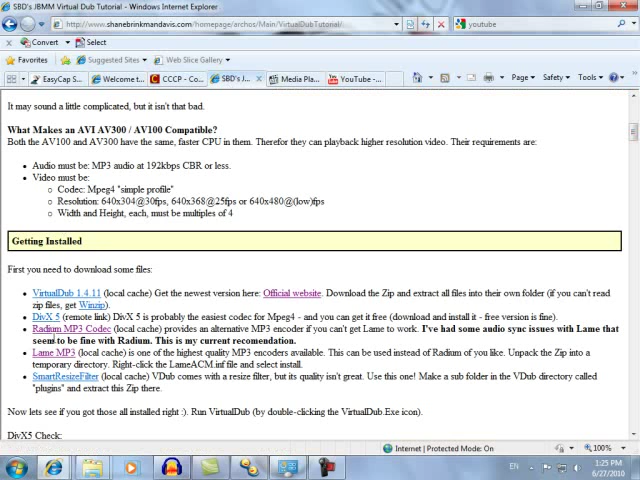 SBD's JBMM Virtual Dub Tutorial - Windows Internet Explorer
http://www.shanebrinkmandavis.com/homepage/archos/Main/VirtualDubTutorial/
youtube
Convert
Select
Favorites
Suggested Sites
Web Slice Gallery
EasyCap S...
Welcome t...
CCCP - Co...
SBD's J...
Media Pla...
YouTube -...
Page
Safety
Tools
It may sound a little complicated, but it isn't that bad.
What Makes an AVI AV300 / AV100 Compatible?
Both the AV100 and AV300 have the same, faster CPU in them. Therefor they can playback higher resolution video. Their requirements are:
Audio must be: MP3 audio at 192kbps CBR or less.
Video must be:
Codec: Mpeg4 "simple profile"
Resolution: 640x304@30fps, 640x368@25fps or 640x480@(low)fps
Width and Height, each, must be multiples of 4
Getting Installed
First you need to download some files:
VirtualDub 1.4.11 (local cache) Get the newest version here: Official website. Download the Zip and extract all files into their own folder (if you can't read
zip files, get Winzip).
DivX 5 (remote link) DivX 5 is probably the easiest codec for Mpeg4 - and you can get it free (download and install it - free version is fine).
Radium MP3 Codec (local cache) provides an alternative MP3 encoder if you can't get Lame to work. I've had some audio sync issues with Lame that
seem to be fine with Radium. This is my current recomendation.
Lame MP3 (local cache) is one of the highest quality MP3 encoders available. This can be used instead of Radium of you like. Unpack the Zip into a
temporary directory. Right-click the LameACM.inf file and select install.
SmartResizeFilter (local cache) VDub comes with a resize filter, but its quality isn't great. Use this one! Make a sub folder in the VDub directory called
"plugins" and extract this Zip there.
Now lets see if you got those all installed right :). Run VirtualDub (by double-clicking the VirtualDub.Exe icon).
DivX5 Check:
Internet | Protected Mode: On
100%
EN
1:25 PM
6/27/2010